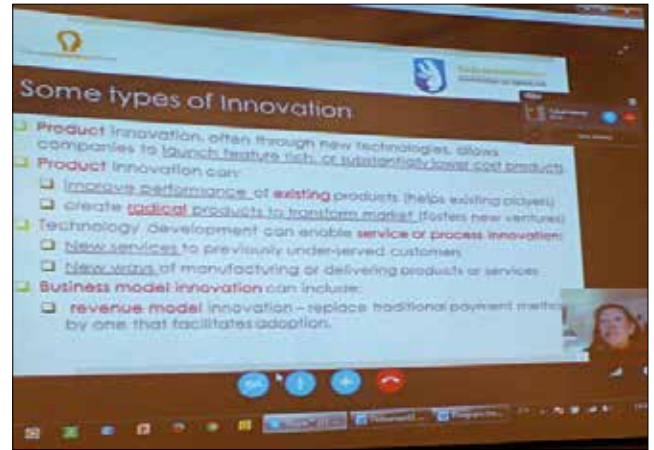 Some types of Innovation
Product innovation, often through new technologies, allows
companies to launch feature rich, or substantially lower cost products
Product innovation can:
improve performance of existing products (helps existing players)
create radical products to transform market (fosters new ventures)
Technology development can enable service or process innovation:
New services to previously under-served customers
New ways of manufacturing or delivering products or services
Business model innovation can include:
revenue model innovation – replace traditional payment metho
by one that facilitates adoption.